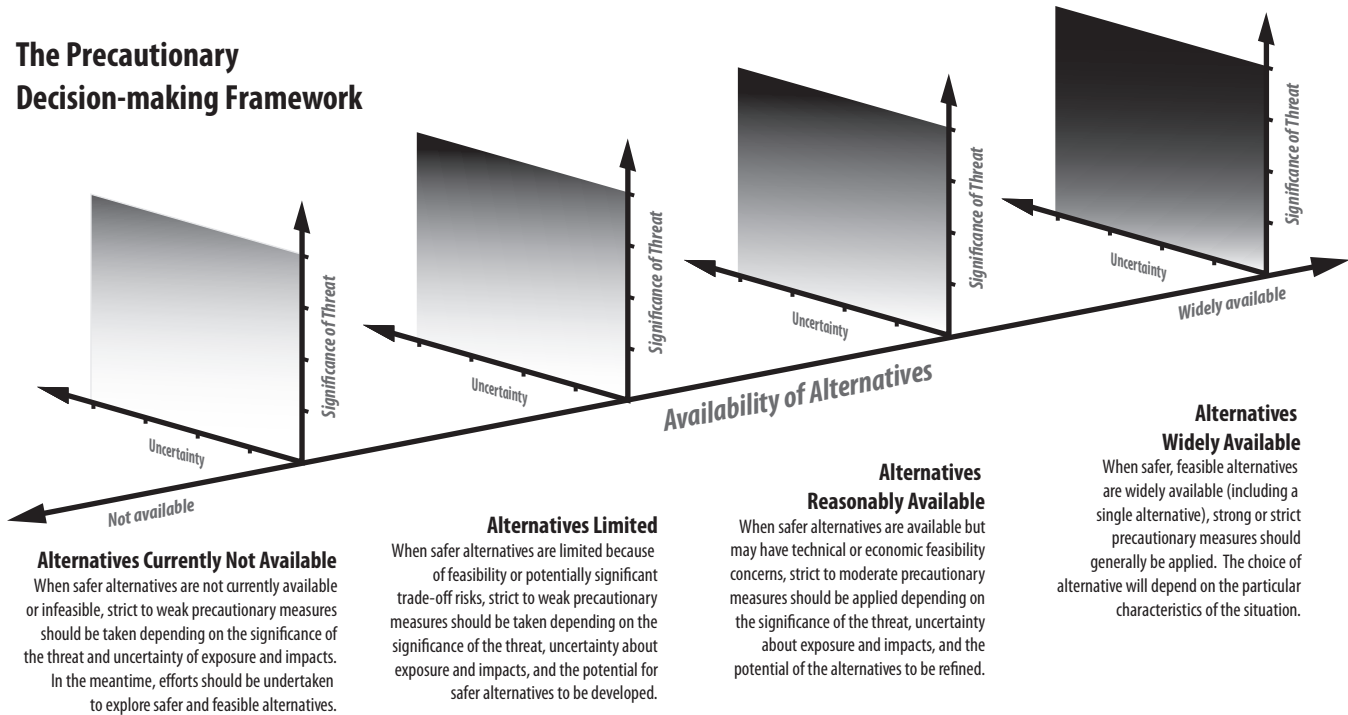 The Precautionary
Decision-making Framework
Significance of Threat
Uncertainty
Significance of Threat
Uncertainty
Significance of Threat
Uncertainty
Significance of Threat
Uncertainty
Not available
Availability of Alternatives
Widely available
Alternatives Currently Not Available
When safer alternatives are not currently available
or infeasible, strict to weak precautionary measures
should be taken depending on the significance of
the threat and uncertainty of exposure and impacts.
In the meantime, efforts should be undertaken
to explore safer and feasible alternatives.
Alternatives Limited
When safer alternatives are limited because
of feasibility or potentially significant
trade-off risks, strict to weak precautionary
measures should be taken depending on the
significance of the threat, uncertainty about
exposure and impacts, and the potential for
safer alternatives to be developed.
Alternatives
Reasonably Available
When safer alternatives are available but
may have technical or economic feasibility
concerns, strict to moderate precautionary
measures should be applied depending on
the significance of the threat, uncertainty
about exposure and impacts, and the
potential of the alternatives to be refined.
Alternatives
Widely Available
When safer, feasible alternatives
are widely available (including a
single alternative), strong or strict
precautionary measures should
generally be applied. The choice of
alternative will depend on the particular
characteristics of the situation.